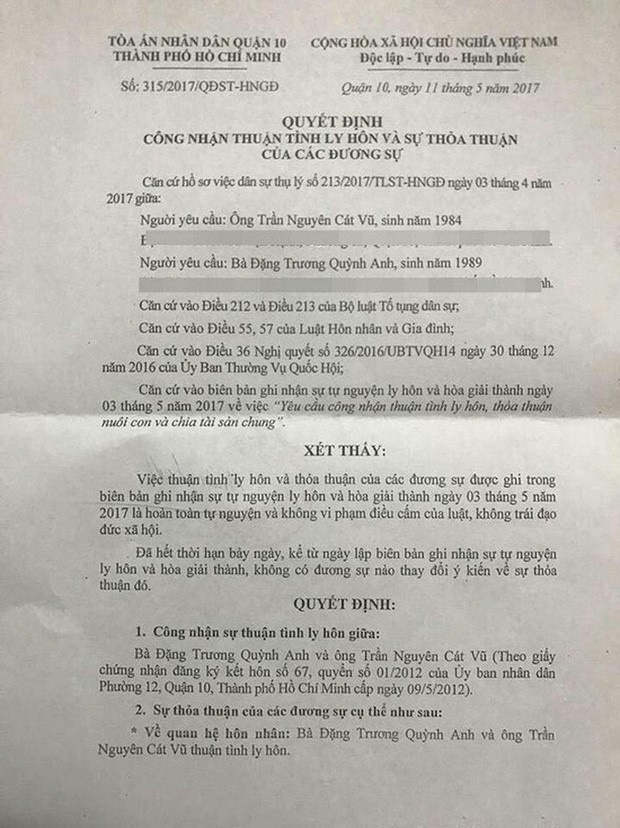 TÒA ÁN NHÂN DÂN QUẬN 10
THÀNH PHỐ HỒ CHÍ MINH
Số: 315/2017/QĐST-HNGĐ
CỘNG HÒA XÃ HỘI CHỦ NGHĨA VIỆT NAM
Độc lập - Tự do - Hạnh phúc
Quận 10, ngày 11 tháng 5 năm 2017
QUYẾT ĐỊNH
CÔNG NHẬN THUẬN TÌNH LY HÔN VÀ SỰ THỎA THUẬN
CỦA CÁC ĐƯƠNG SỰ
Căn cứ hồ sơ việc dân sự thụ lý số 213/2017/TLST-HNGĐ ngày 03 tháng 4 năm
2017 giữa:
Người yêu cầu: Ông Trần Nguyên Cát Vũ, sinh năm 1984
Người yêu cầu: Bà Đặng Trương Quỳnh Anh, sinh năm 1989
nh.
Căn cứ vào Điều 212 và Điều 213 của Bộ luật Tố tụng dân sự;
Căn cứ vào Điều 55, 57 của Luật Hôn nhân và Gia đình;
Căn cứ vào Điều 36 Nghị quyết số 326/2016/UBTVQH14 ngày 30 tháng 12
năm 2016 của Ủy Ban Thường Vụ Quốc Hội;
Căn cứ vào biên bản ghi nhận sự tự nguyện ly hôn và hòa giải thành ngày
03 tháng 5 năm 2017 về việc “Yêu cầu công nhận thuận tình ly hôn, thỏa thuận
nuôi con và chia tài sản chung”.
XÉT THẤY:
Việc thuận tình ly hôn và thỏa thuận của các đương sự được ghi trong
biên bản ghi nhận sự tự nguyện ly hôn và hòa giải thành ngày 03 tháng 5 năm
2017 là hoàn toàn tự nguyện và không vi phạm điều cấm của luật, không trái đạo
đức xã hội.
Đã hết thời hạn bảy ngày, kể từ ngày lập biên bản ghi nhận sự tự nguyện
ly hôn và hòa giải thành, không có đương sự nào thay đổi ý kiến về sự thỏa
thuận đó.
QUYẾT ĐỊNH:
1. Công nhận sự thuận tình ly hôn giữa:
Bà Đặng Trương Quỳnh Anh và ông Trần Nguyên Cát Vũ (Theo giấy
chứng nhận đăng ký kết hôn số 67, quyển số 01/2012 của Ủy ban nhân dân
Phường 12, Quận 10, Thành phố Hồ Chí Minh cấp ngày 09/5/2012).
2. Sự thỏa thuận của các đương sự cụ thể như sau:
* Về quan hệ hôn nhân: Bà Đặng Trương Quỳnh Anh và ông Trần
Nguyên Cát Vũ thuận tình ly hôn.